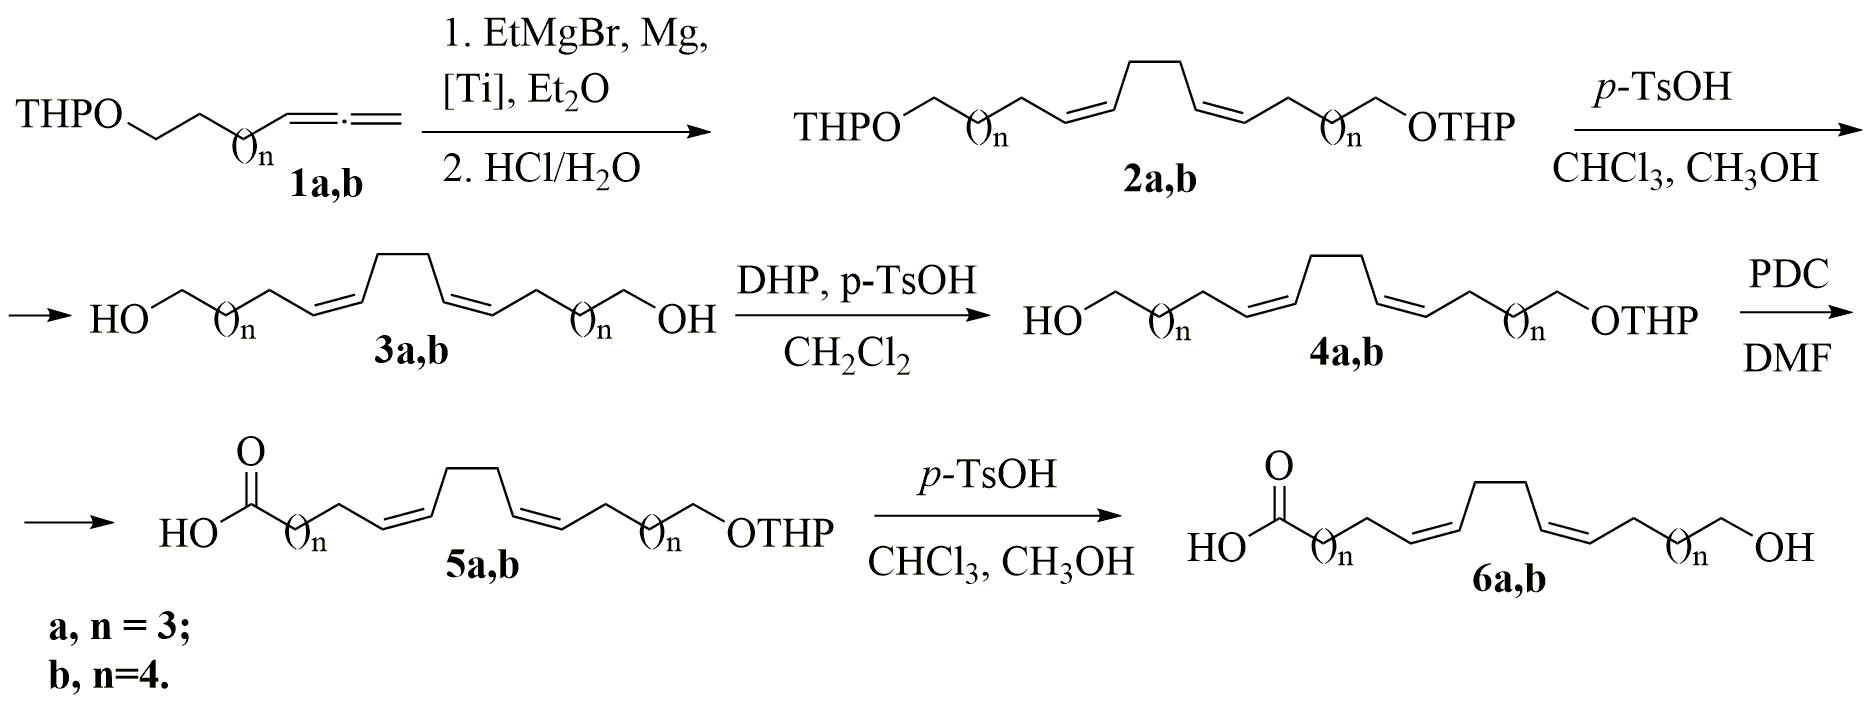 1. EtMgBr, Mg,
[Ti], Et2O
2. HCl/H2O
THPO
()n
1a,b
THPO
()n
()n
OTHP
2a,b
p-TsOH
CHCl3, CH3OH
HO
()n
()n
OH
3a,b
DHP, p-TsOH
CH2Cl2
HO
()n
()n
OTHP
4a,b
PDC
DMF
O
HO
()n
()n
OTHP
5a,b
p-TsOH
CHCl3, CH3OH
O
HO
()n
()n
OH
6a,b
a, n = 3;
b, n=4.